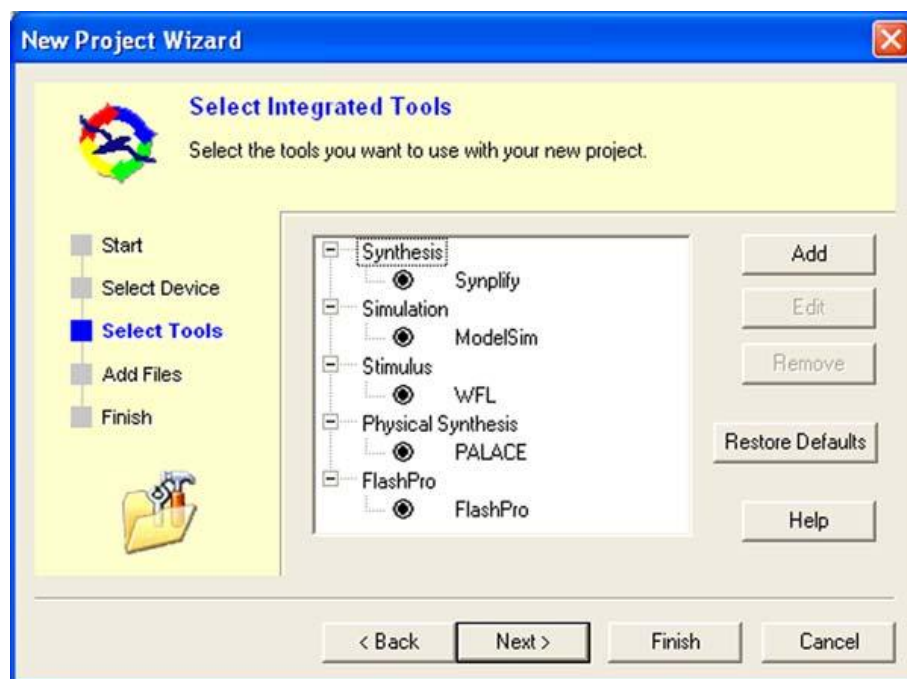 New Project Wizard
Select Integrated Tools
Select the tools you want to use with your new project.
Start
Select Device
Select Tools
Add Files
Finish
Synthesis
Synplify
Simulation
ModelSim
Stimulus
WFL
Physical Synthesis
PALACE
FlashPro
FlashPro
Add
Edit
Remove
Restore Defaults
Help
< Back
Next >
Finish
Cancel